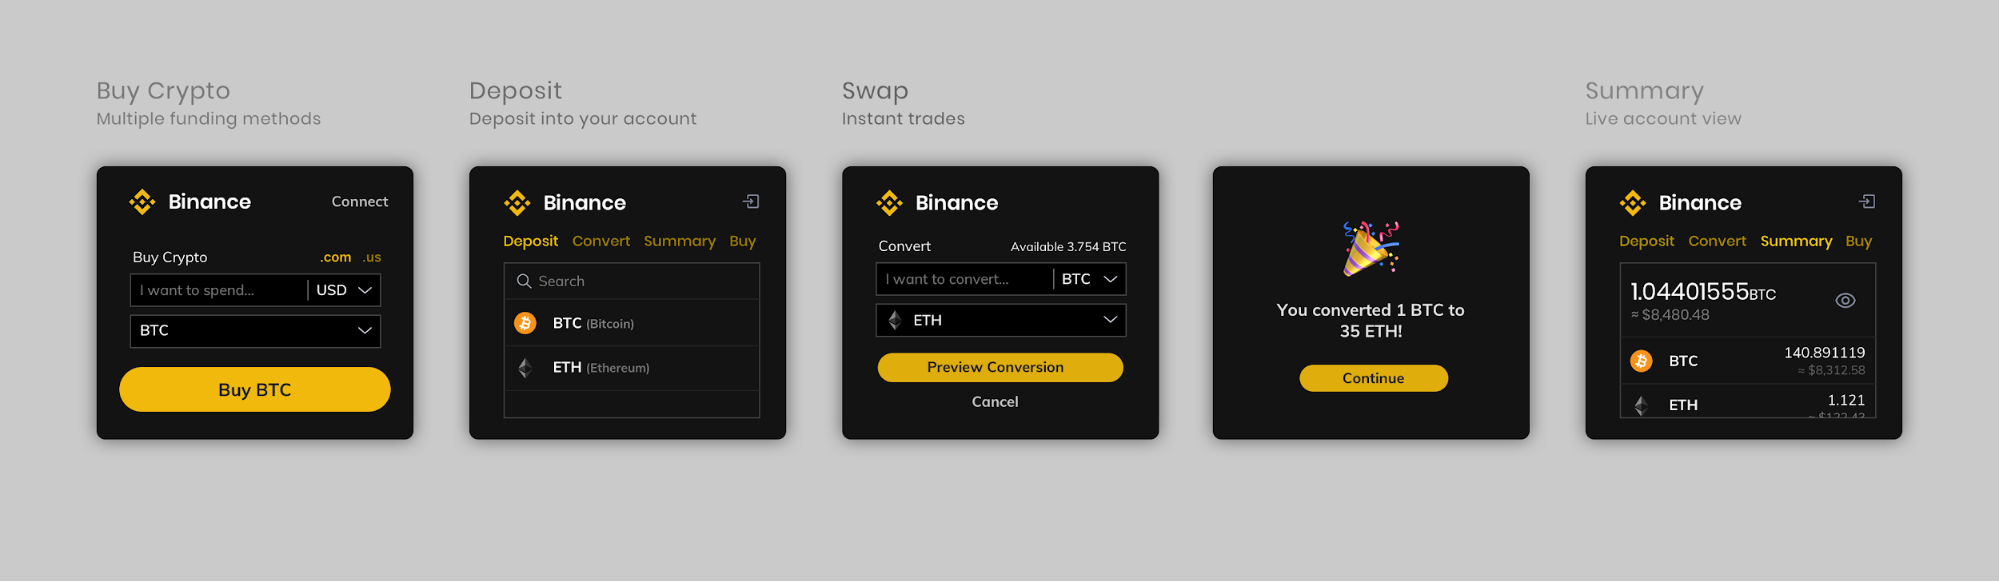 Buy Crypto
Multiple funding methods
Binance
Connect
Buy Crypto
.com .us
I want to spend...
USD
BTC
Buy BTC
Deposit
Deposit into your account
Binance
Deposit Convert Summary Buy
Search
BTC (Bitcoin)
ETH (Ethereum)
Swap
Instant trades
Binance
Convert
Available 3.754 BTC
I want to convert...
BTC
ETH
Preview Conversion
Cancel
You converted 1 BTC to
35 ETH!
Continue
Summary
Live account view
Binance
Deposit Convert Summary Buy
1.04401555BTC
≈ $8,480.48
BTC
140.891119
≈ $8,312.58
ETH
1.121